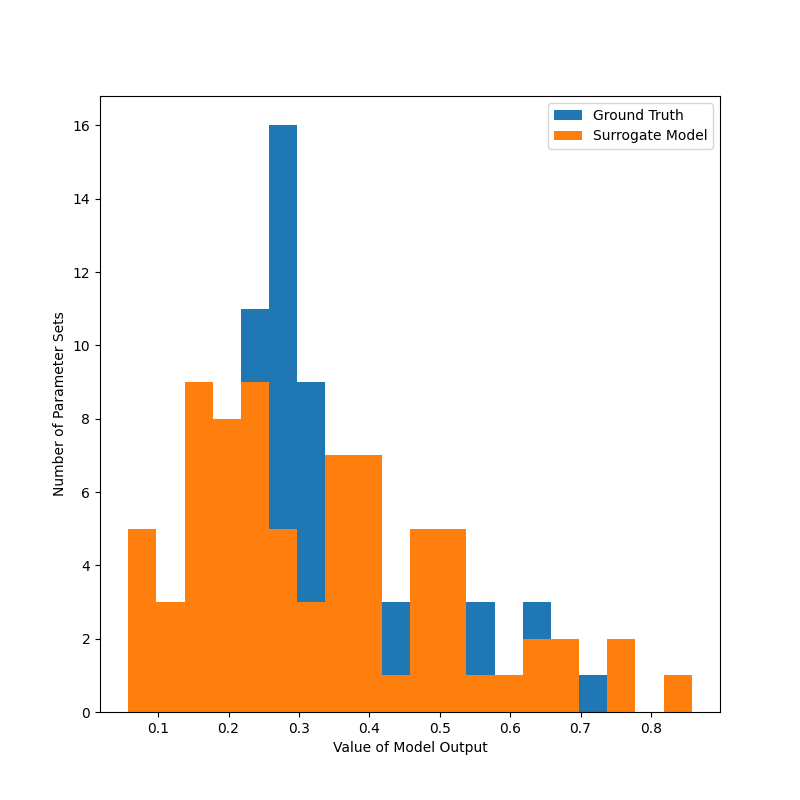 Ground Truth
Surrogate Model
16
14
12
10
8
6
4
2
0
Number of Parameter Sets
0.1 0.2 0.3 0.4 0.5 0.6 0.7 0.8
Value of Model Output